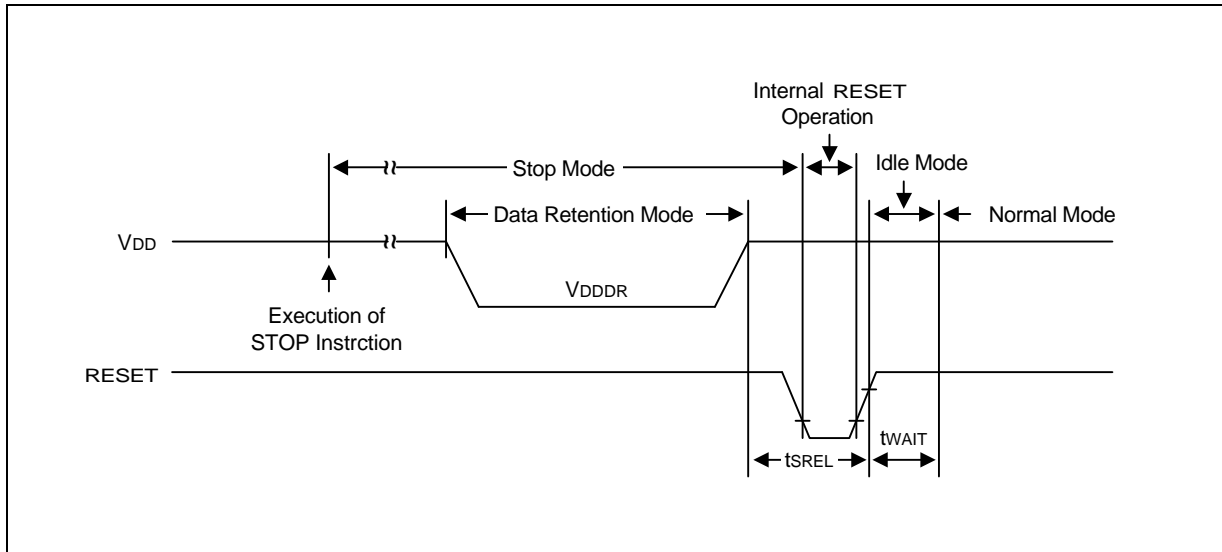 Internal RESET
Operation
Idle Mode
Stop Mode
Data Retention Mode
Normal Mode
VDD
VDDDR
Execution of
STOP Instrction
RESET
tWAIT
tSREL